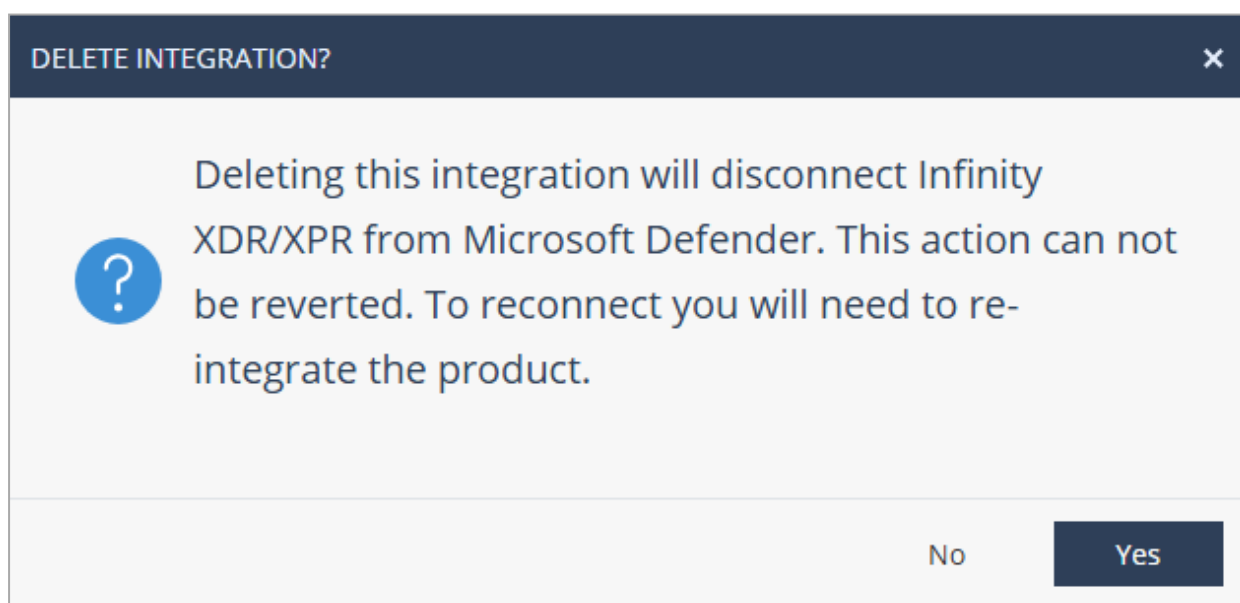 DELETE INTEGRATION?
Deleting this integration will disconnect Infinity
XDR/XPR from Microsoft Defender. This action can not
be reverted. To reconnect you will need to re-
integrate the product.
No
Yes